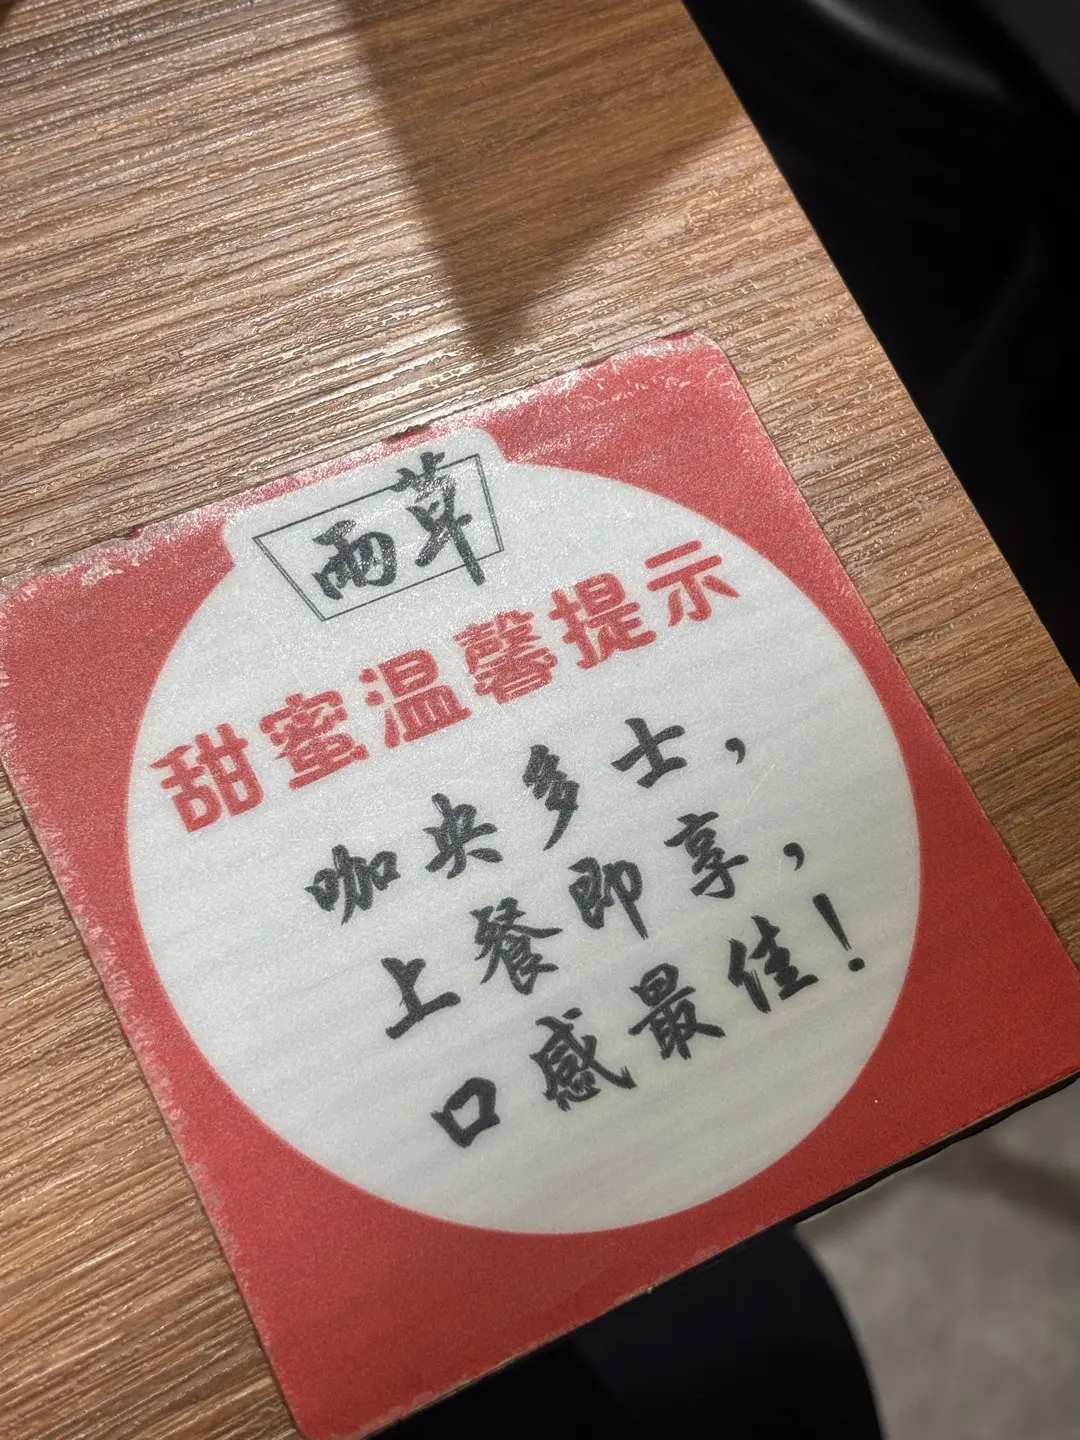 雨草
甜蜜温馨提示
咖央多士，
上餐即享，
口感最佳！